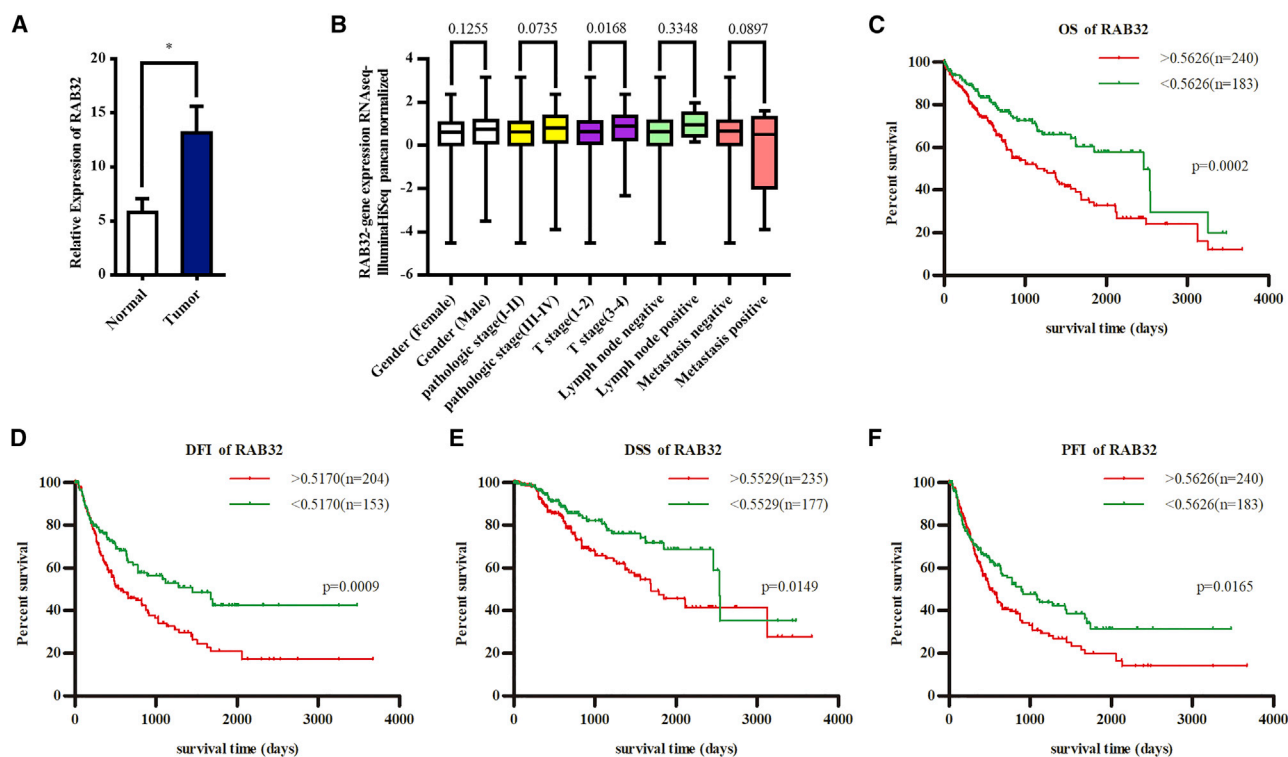 A
Relative Expression of RAB32
20
15
10
5
0
*
Normal
Tumor
B
RAB32-gene expression RNAseq-
IlluminaHiSeq pancan normalized
0.1255
0.0735
0.0168
0.3348
0.0897
4
2
0
-2
-4
-6
Gender (Female)
Gender (Male)
pathologic stage(I-II)
pathologic stage(III-IV)
T stage(1-2)
T stage(3-4)
Lymph node negative
Lymph node positive
Metastasis negative
Metastasis positive
C
OS of RAB32
>0.5626(n=240)
<0.5626(n=183)
p=0.0002
Percent survival
100
80
60
40
20
0
0
1000
2000
3000
4000
survival time (days)
D
DFI of RAB32
>0.5170(n=204)
<0.5170(n=153)
p=0.0009
Percent survival
100
80
60
40
20
0
0
1000
2000
3000
4000
survival time (days)
E
DSS of RAB32
>0.5529(n=235)
<0.5529(n=177)
p=0.0149
Percent survival
100
80
60
40
20
0
0
1000
2000
3000
4000
survival time (days)
F
PFI of RAB32
>0.5626(n=240)
<0.5626(n=183)
p=0.0165
Percent survival
100
80
60
40
20
0
0
1000
2000
3000
4000
survival time (days)